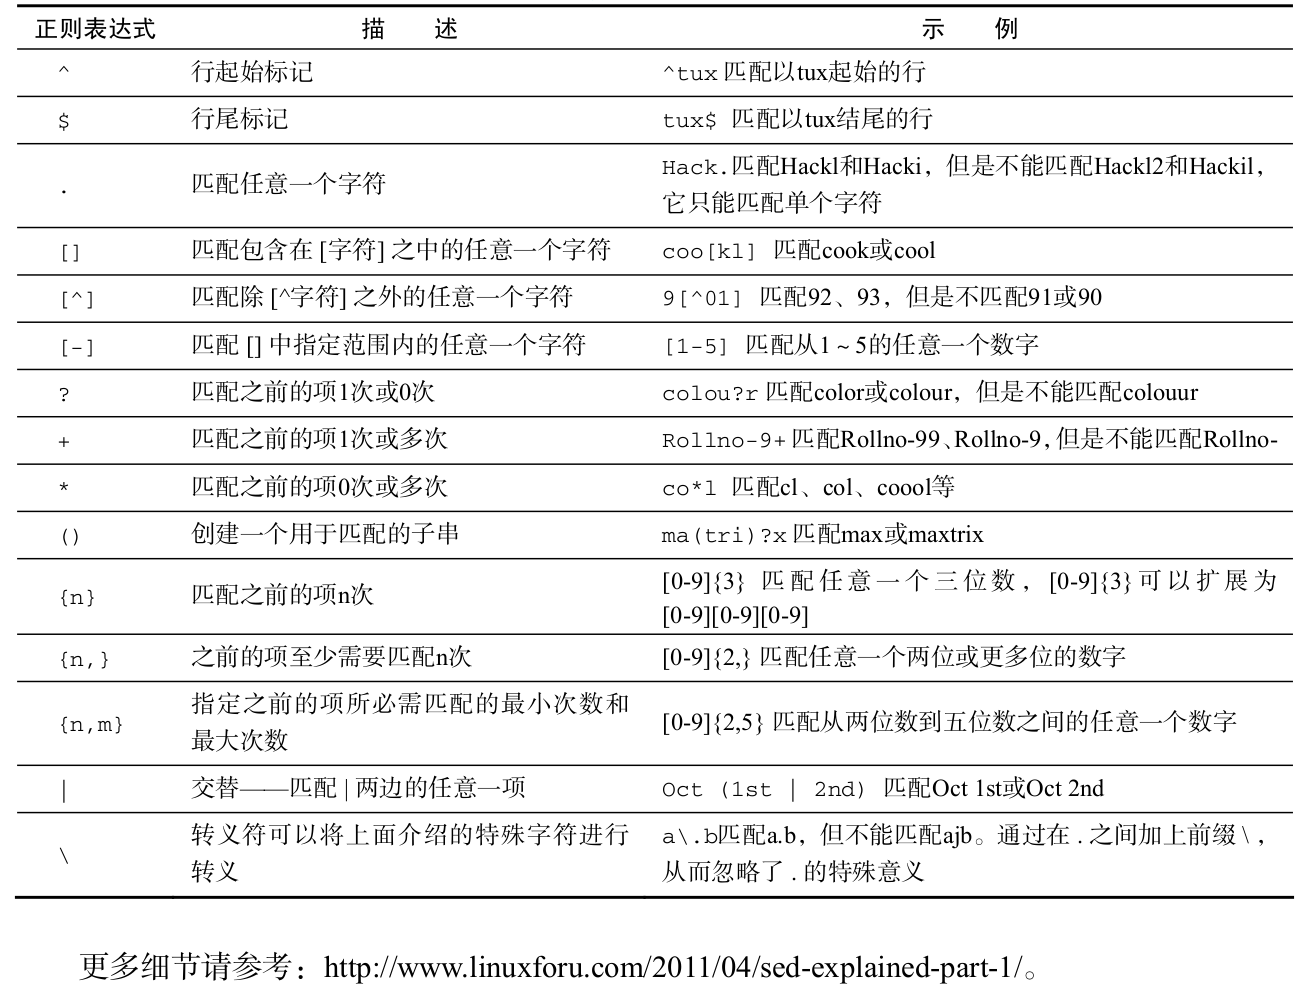 正则表达式 描 述 示 例
^ 行起始标记 ^tux 匹配以tux起始的行
$ 行尾标记 tux$ 匹配以tux结尾的行
. 匹配任意一个字符 Hack.匹配Hackl和Hacki，但是不能匹配Hackl2和Hackil，
它只能匹配单个字符
[] 匹配包含在 [字符] 之中的任意一个字符 coo[kl] 匹配cook或cool
[^] 匹配除 [^字符] 之外的任意一个字符 9[^01] 匹配92、93，但是不匹配91或90
[-] 匹配 [] 中指定范围内的任意一个字符 [1-5] 匹配从1～5的任意一个数字
? 匹配之前的项1次或0次 colou?r 匹配color或colour，但是不能匹配colouur
+ 匹配之前的项1次或多次 Rollno-9+ 匹配Rollno-99、Rollno-9，但是不能匹配Rollno-
* 匹配之前的项0次或多次 co*l 匹配cl、col、coool等
() 创建一个用于匹配的子串 ma(tri)?x 匹配max或maxtrix
{n} 匹配之前的项n次 [0-9]{3} 匹配任意一个三位数，[0-9]{3}可以扩展为
[0-9][0-9][0-9]
{n,} 之前的项至少需要匹配n次 [0-9]{2,} 匹配任意一个两位或更多位的数字
{n,m} 指定之前的项所必需匹配的最小次数和
最大次数 [0-9]{2,5} 匹配从两位数到五位数之间的任意一个数字
| 交替——匹配 | 两边的任意一项 Oct (1st | 2nd) 匹配Oct 1st或Oct 2nd
\ 转义符可以将上面介绍的特殊字符进行
转义 a\.b匹配a.b，但不能匹配ajb。通过在 . 之间加上前缀 \ ，
从而忽略了 . 的特殊意义
更多细节请参考：http://www.linuxforu.com/2011/04/sed-explained-part-1/。